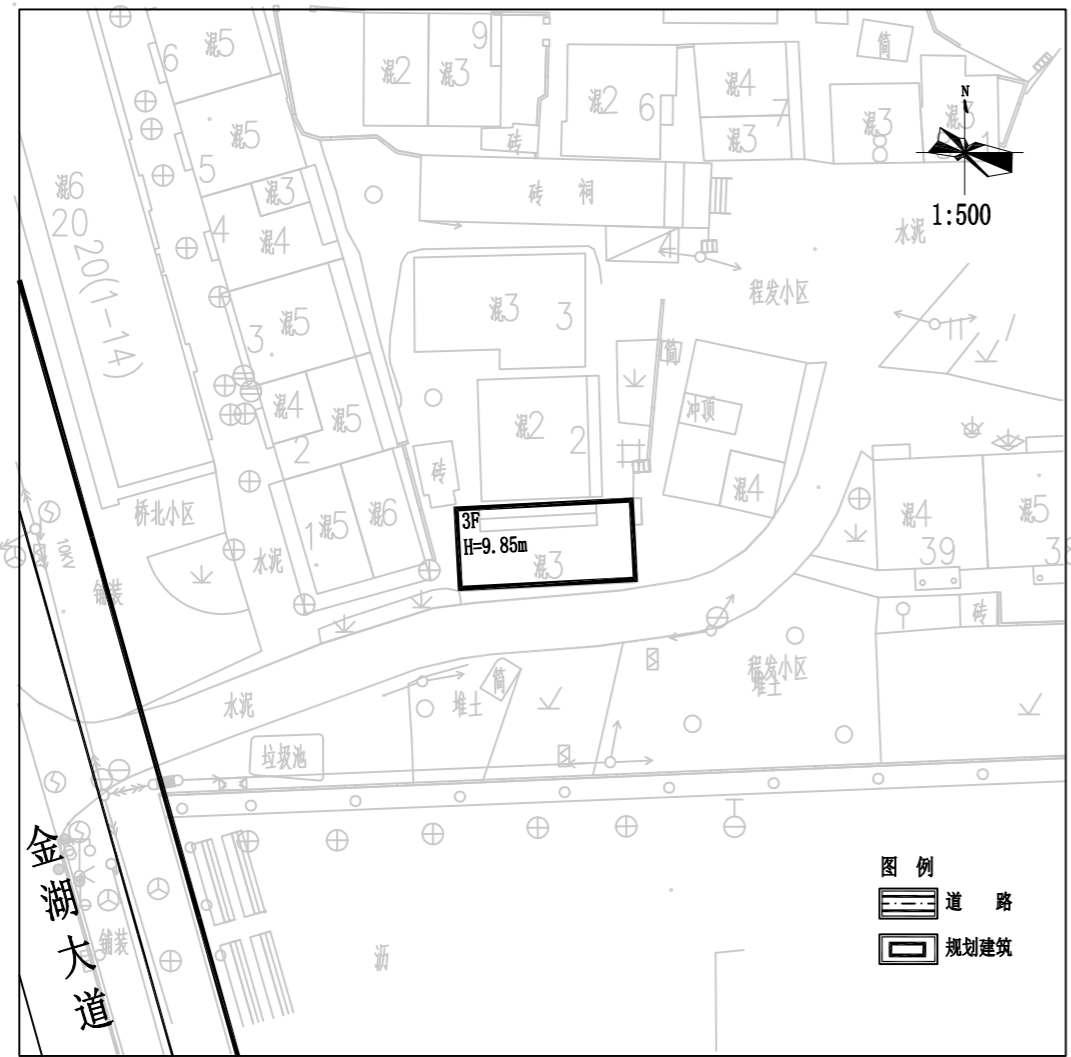 混5
6
混2
混3
9
筒
混2
6
混4
7
混3
混3
8
混3
1
N
1:500
混5
5
砖
混6
20
20(1-14)
混3
4
混4
砖 祠
水泥
程发小区
混5
3
混3
3
筒
混4
混5
2
混2
2
冲顶
砖
混4
桥北小区
1
混5
混6
3F
H=9.85m
混3
混4
39
混5
水泥
10KV
铺装
砖
程发小区
堆土
水泥
筒
堆土
垃圾池
金湖大道
铺装
沥
图 例
道 路
规划建筑